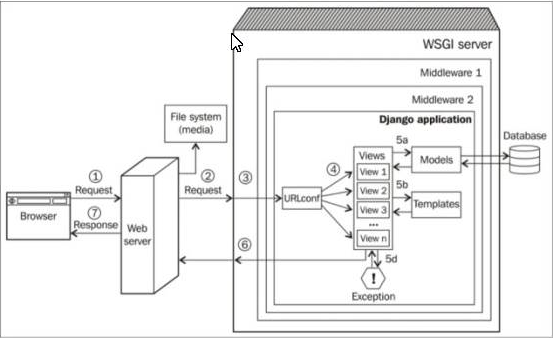 WSGI server
Middleware 1
Middleware 2
Django application
File system
(media)
Database
5a
Views
Models
④
View 1
①
Request
②
Request
③
URLconf
View 2
5b
Templates
View 3
...
View n
Browser
⑦
Response
Web
server
⑥
5d
!
Exception